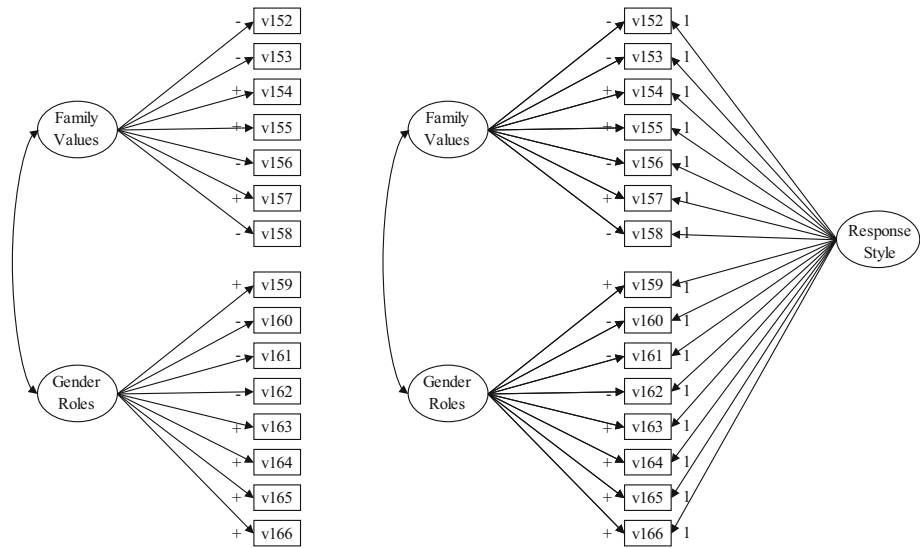 - v152
- v153
+ v154
+ v155
- v156
+ v157
- v158
Family
Values
+ v159
- v160
- v161
- v162
+ v163
+ v164
+ v165
+ v166
Gender
Roles
- v152 1
- v153 1
+ v154 1
+ v155 1
- v156 1
+ v157 1
- v158 1
Family
Values
+ v159 1
- v160 1
- v161 1
- v162 1
+ v163 1
+ v164 1
+ v165 1
+ v166 1
Gender
Roles
Response
Style